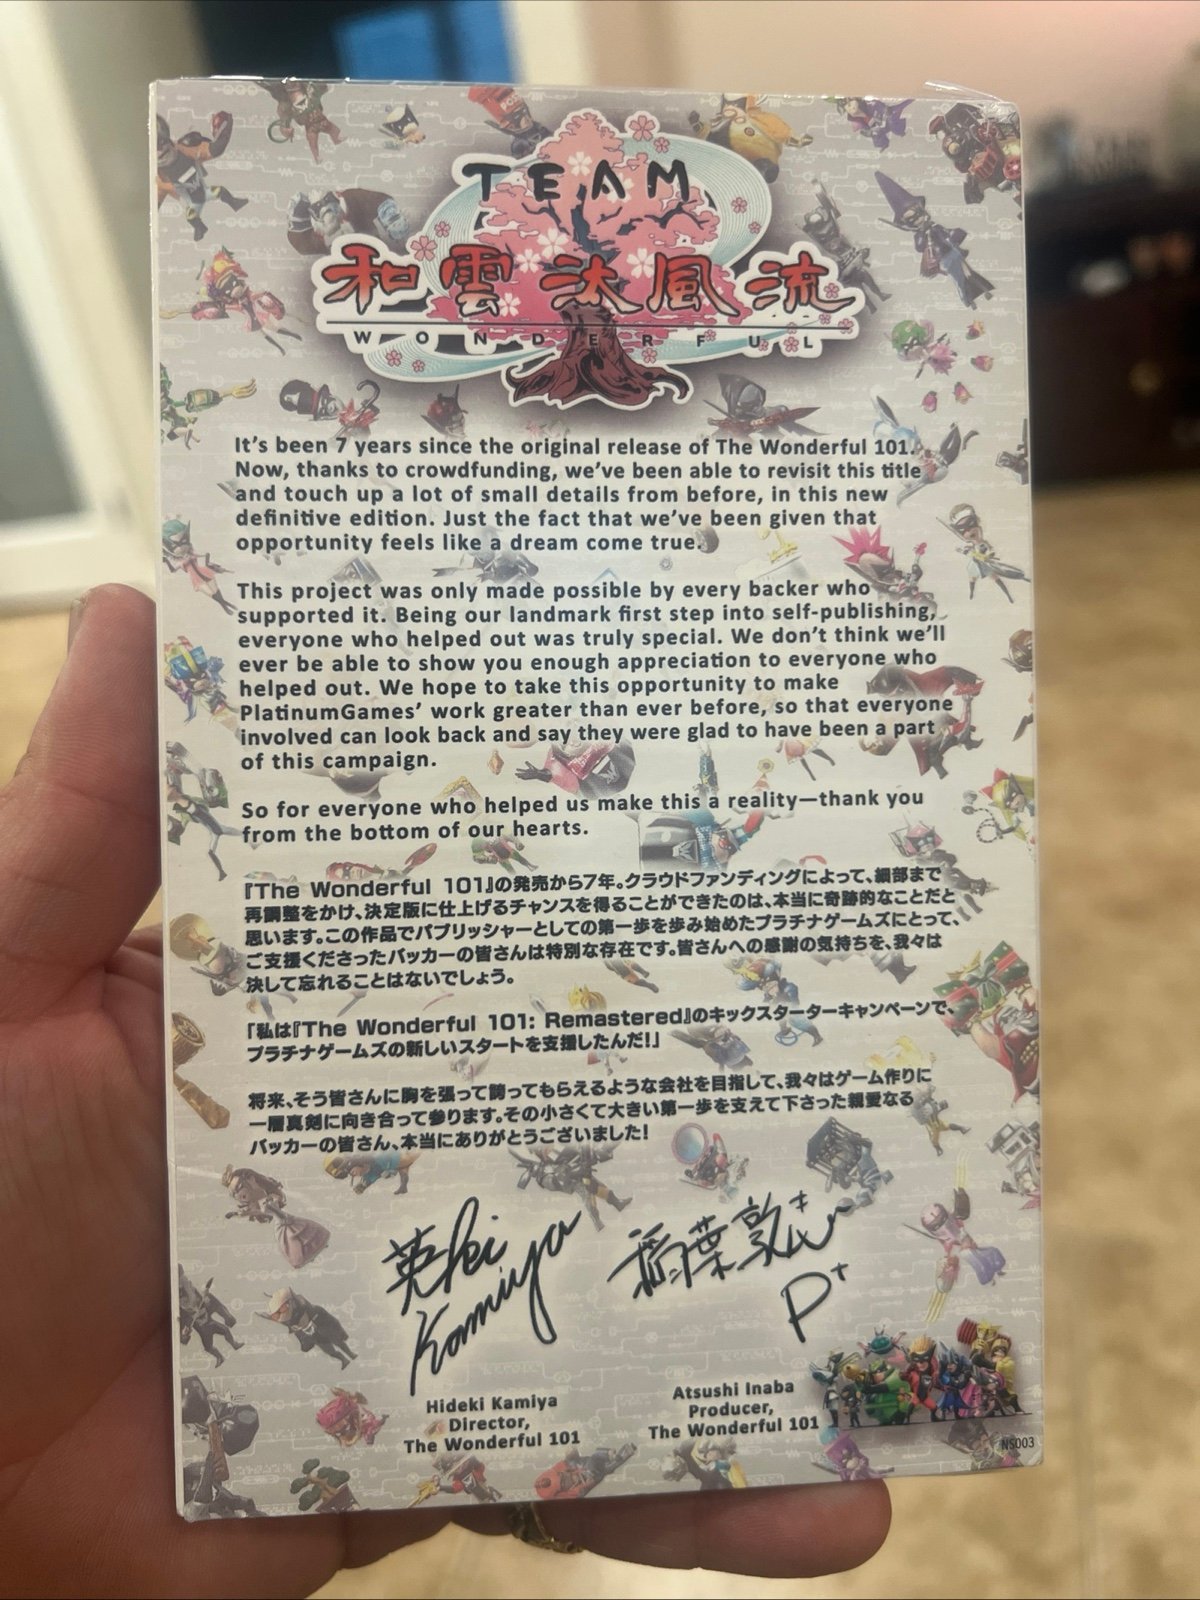 TEAM
和雲汰風流
WONDERFUL
It's been 7 years since the original release of The Wonderful 101.
Now, thanks to crowdfunding, we've been able to revisit this title
and touch up a lot of small details from before, in this new
definitive edition. Just the fact that we've been given that
opportunity feels like a dream come true.
This project was only made possible by every backer who
supported it. Being our landmark first step into self-publishing,
everyone who helped out was truly special. We don't think we'll
ever be able to show you enough appreciation to everyone who
helped out. We hope to take this opportunity to make
PlatinumGames' work greater than ever before, so that everyone
involved can look back and say they were glad to have been a part
of this campaign.
So for everyone who helped us make this a reality—thank you
from the bottom of our hearts.
『The Wonderful 101』の発売から7年。クラウドファンディングによって、細部まで
再調整をかけ、決定版に仕上げるチャンスを得ることができたのは、本当に奇跡的なことだと
思います。この作品でパブリッシャーとしての第一歩を歩み始めたプラチナゲームズにとって、
ご支援くださったバッカーの皆さんは特別な存在です。皆さんへの感謝の気持ちを、我々は
決して忘れることはないでしょう。
「私は『The Wonderful 101: Remastered』のキックスターターキャンペーンで、
プラチナゲームズの新しいスタートを支援したんだ!」
将来、そう皆さんに胸を張って誇ってもらえるような会社を目指して、我々はゲーム作りに
一層真剣に向き合って参ります。その小さくて大きい第一歩を支えて下さった親愛なる
バッカーの皆さん、本当にありがとうございました!
英Kei
Kamiya
稲葉敦志
P+
Hideki Kamiya
Director,
The Wonderful 101
Atsushi Inaba
Producer,
The Wonderful 101
NS003